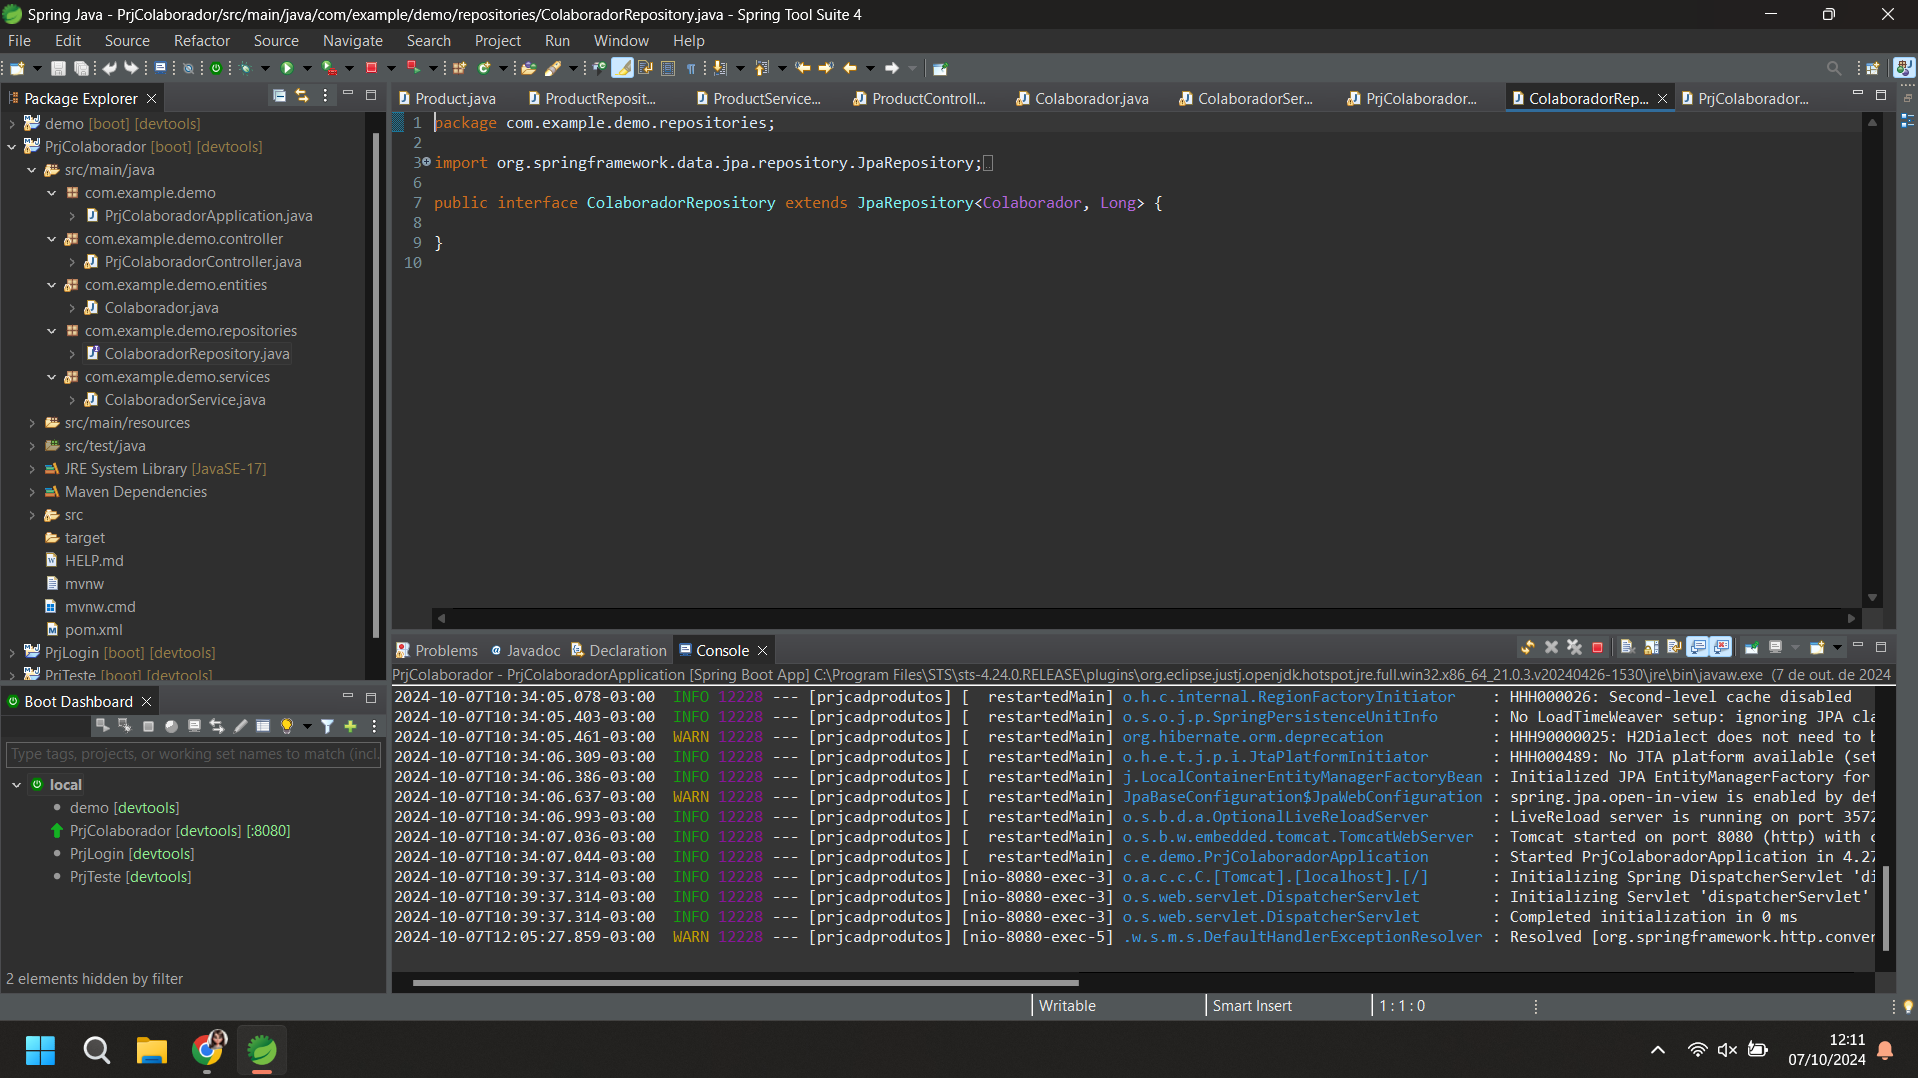 Spring Java - PrjColaborador/src/main/java/com/example/demo/repositories/ColaboradorRepository.java - Spring Tool Suite 4
File Edit Source Refactor Source Navigate Search Project Run Window Help
Package Explorer
demo [boot] [devtools]
PrjColaborador [boot] [devtools]
src/main/java
com.example.demo
PrjColaboradorApplication.java
com.example.demo.controller
PrjColaboradorController.java
com.example.demo.entities
Colaborador.java
com.example.demo.repositories
ColaboradorRepository.java
com.example.demo.services
ColaboradorService.java
src/main/resources
src/test/java
JRE System Library [JavaSE-17]
Maven Dependencies
src
target
HELP.md
mvnw
mvnw.cmd
pom.xml
PrjLogin [boot] [devtools]
PrjTeste [boot] [devtools]
Product.java ProductReposit... ProductService... ProductControll... Colaborador.java ColaboradorSer... PrjColaborador... ColaboradorRep... PrjColaborador...
1 package com.example.demo.repositories;
2
3 import org.springframework.data.jpa.repository.JpaRepository;
6
7 public interface ColaboradorRepository extends JpaRepository<Colaborador, Long> {
8
9 }
10
Boot Dashboard
Type tags, projects, or working set names to match (incl.
local
demo [devtools]
PrjColaborador [devtools] [:8080]
PrjLogin [devtools]
PrjTeste [devtools]
2 elements hidden by filter
Problems Javadoc Declaration Console
PrjColaborador - PrjColaboradorApplication [Spring Boot App] C:\Program Files\STS\sts-4.24.0.RELEASE\plugins\org.eclipse.justj.openjdk.hotspot.jre.full.win32.x86_64_21.0.3.v20240426-1530\jre\bin\javaw.exe (7 de out. de 2024
2024-10-07T10:34:05.078-03:00 INFO 12228 --- [prjcadprodutos] [ restartedMain] o.h.c.internal.RegionFactoryInitiator : HHH000026: Second-level cache disabled
2024-10-07T10:34:05.403-03:00 INFO 12228 --- [prjcadprodutos] [ restartedMain] o.s.o.j.p.SpringPersistenceUnitInfo : No LoadTimeWeaver setup: ignoring JPA cla
2024-10-07T10:34:05.461-03:00 WARN 12228 --- [prjcadprodutos] [ restartedMain] org.hibernate.orm.deprecation : HHH90000025: H2Dialect does not need to b
2024-10-07T10:34:06.309-03:00 INFO 12228 --- [prjcadprodutos] [ restartedMain] o.h.e.t.j.p.i.JtaPlatformInitiator : HHH000489: No JTA platform available (set
2024-10-07T10:34:06.386-03:00 INFO 12228 --- [prjcadprodutos] [ restartedMain] j.LocalContainerEntityManagerFactoryBean : Initialized JPA EntityManagerFactory for
2024-10-07T10:34:06.637-03:00 WARN 12228 --- [prjcadprodutos] [ restartedMain] JpaBaseConfiguration$JpaWebConfiguration : spring.jpa.open-in-view is enabled by def
2024-10-07T10:34:06.993-03:00 INFO 12228 --- [prjcadprodutos] [ restartedMain] o.s.b.d.a.OptionalLiveReloadServer : LiveReload server is running on port 3572
2024-10-07T10:34:07.036-03:00 INFO 12228 --- [prjcadprodutos] [ restartedMain] o.s.b.w.embedded.tomcat.TomcatWebServer : Tomcat started on port 8080 (http) with c
2024-10-07T10:34:07.044-03:00 INFO 12228 --- [prjcadprodutos] [ restartedMain] c.e.demo.PrjColaboradorApplication : Started PrjColaboradorApplication in 4.27
2024-10-07T10:39:37.314-03:00 INFO 12228 --- [prjcadprodutos] [nio-8080-exec-3] o.a.c.c.C.[Tomcat].[localhost].[/] : Initializing Spring DispatcherServlet 'di
2024-10-07T10:39:37.314-03:00 INFO 12228 --- [prjcadprodutos] [nio-8080-exec-3] o.s.web.servlet.DispatcherServlet : Initializing Servlet 'dispatcherServlet'
2024-10-07T10:39:37.314-03:00 INFO 12228 --- [prjcadprodutos] [nio-8080-exec-3] o.s.web.servlet.DispatcherServlet : Completed initialization in 0 ms
2024-10-07T12:05:27.859-03:00 WARN 12228 --- [prjcadprodutos] [nio-8080-exec-5] .w.s.m.s.DefaultHandlerExceptionResolver : Resolved [org.springframework.http.conver
Writable Smart Insert 1 : 1 : 0
12:11
07/10/2024